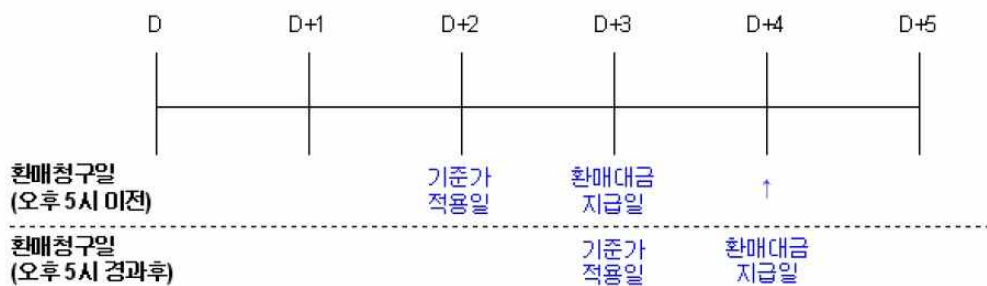 D D+1 D+2 D+3 D+4 D+5
환매청구일 기준가 환매대금
(오후 5시 이전) 적용일 지급일 ↑
환매청구일 기준가 환매대금
(오후 5시 경과후) 적용일 지급일